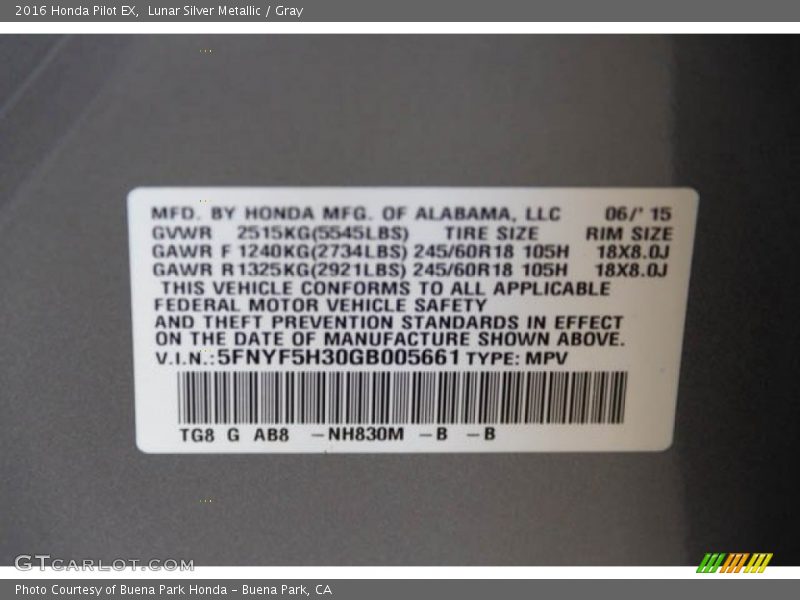 2016 Honda Pilot EX,  Lunar Silver Metallic / Gray
MFD. BY HONDA MFG. OF ALABAMA, LLC 06/' 15
GVWR 2515KG(5545LBS) TIRE SIZE RIM SIZE
GAWR F 1240KG(2734LBS) 245/60R18 105H 18X8.0J
GAWR R1325KG(2921LBS) 245/60R18 105H 18X8.0J
THIS VEHICLE CONFORMS TO ALL APPLICABLE
FEDERAL MOTOR VEHICLE SAFETY
AND THEFT PREVENTION STANDARDS IN EFFECT
ON THE DATE OF MANUFACTURE SHOWN ABOVE.
V.I.N.: 5FNYF5H30GB005661 TYPE: MPV
TG8 G AB8 -NH830M -B -B
GTCARLOT.COM
Photo Courtesy of Buena Park Honda - Buena Park, CA